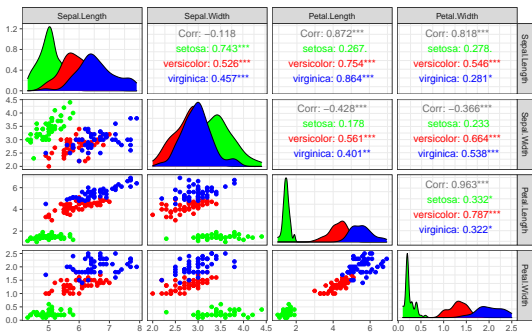 Sepal.Length Sepal.Width Petal.Length Petal.Width
1.2
0.8
0.4
0.0
Corr: −0.118
setosa: 0.743***
versicolor: 0.526***
virginica: 0.457***
Corr: 0.872***
setosa: 0.267.
versicolor: 0.754***
virginica: 0.864***
Corr: 0.818***
setosa: 0.278.
versicolor: 0.546***
virginica: 0.281*
Sepal.Length
4.5
4.0
3.5
3.0
2.5
2.0
Corr: −0.428***
setosa: 0.178
versicolor: 0.561***
virginica: 0.401**
Corr: −0.366***
setosa: 0.233
versicolor: 0.664***
virginica: 0.538***
Sepal.Width
6
4
2
Corr: 0.963***
setosa: 0.332*
versicolor: 0.787***
virginica: 0.322*
Petal.Length
2.5
2.0
1.5
1.0
0.5
0.0
Petal.Width
5 6 7 8
2.0 2.5 3.0 3.5 4.0 4.5
2 4 6
0.0 0.5 1.0 1.5 2.0 2.5